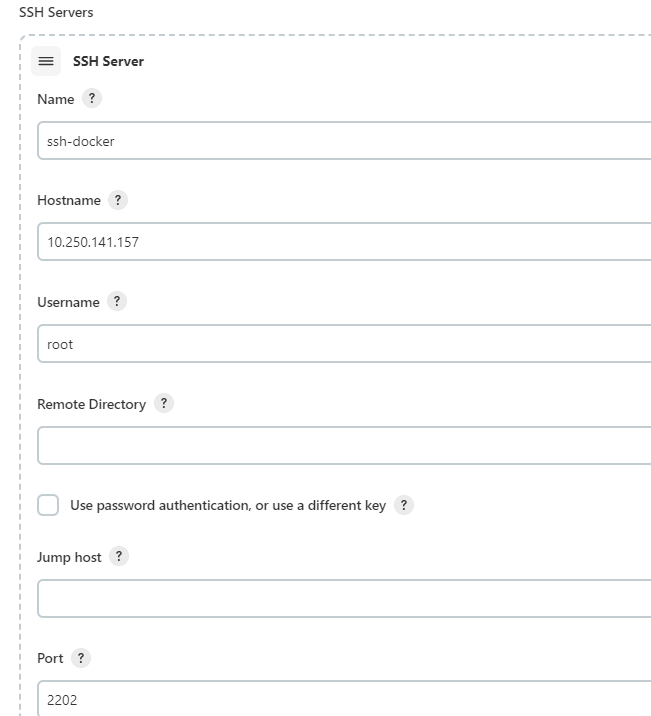 SSH Servers
SSH Server
Name ?
ssh-docker
Hostname ?
10.250.141.157
Username ?
root
Remote Directory ?
Use password authentication, or use a different key ?
Jump host ?
Port ?
2202